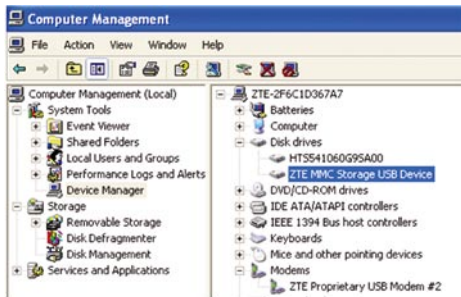 Computer Management
File Action View Window Help
Computer Management (Local)
System Tools
Event Viewer
Shared Folders
Local Users and Groups
Performance Logs and Alerts
Device Manager
Storage
Removable Storage
Disk Defragmenter
Disk Management
Services and Applications
ZTE-2F6C1D367A7
Batteries
Computer
Disk drives
HTS541060G9SA00
ZTE MMC Storage USB Device
DVD/CD-ROM drives
IDE ATA/ATAPI controllers
IEEE 1394 Bus host controllers
Keyboards
Mice and other pointing devices
Modems
ZTE Proprietary USB Modem #2